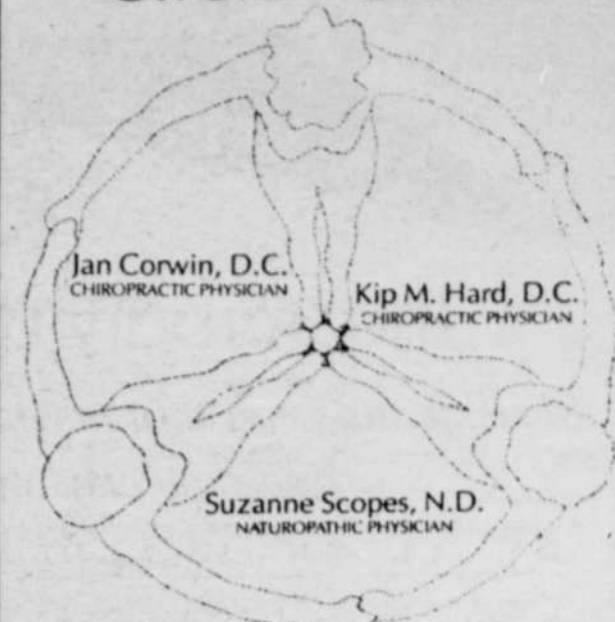 Jan Corwin, D.C.
CHIROPRACTIC PHYSICIAN
Kip M. Hard, D.C.
CHIROPRACTIC PHYSICIAN
Suzanne Scopes, N.D.
NATUROPATHIC PHYSICIAN